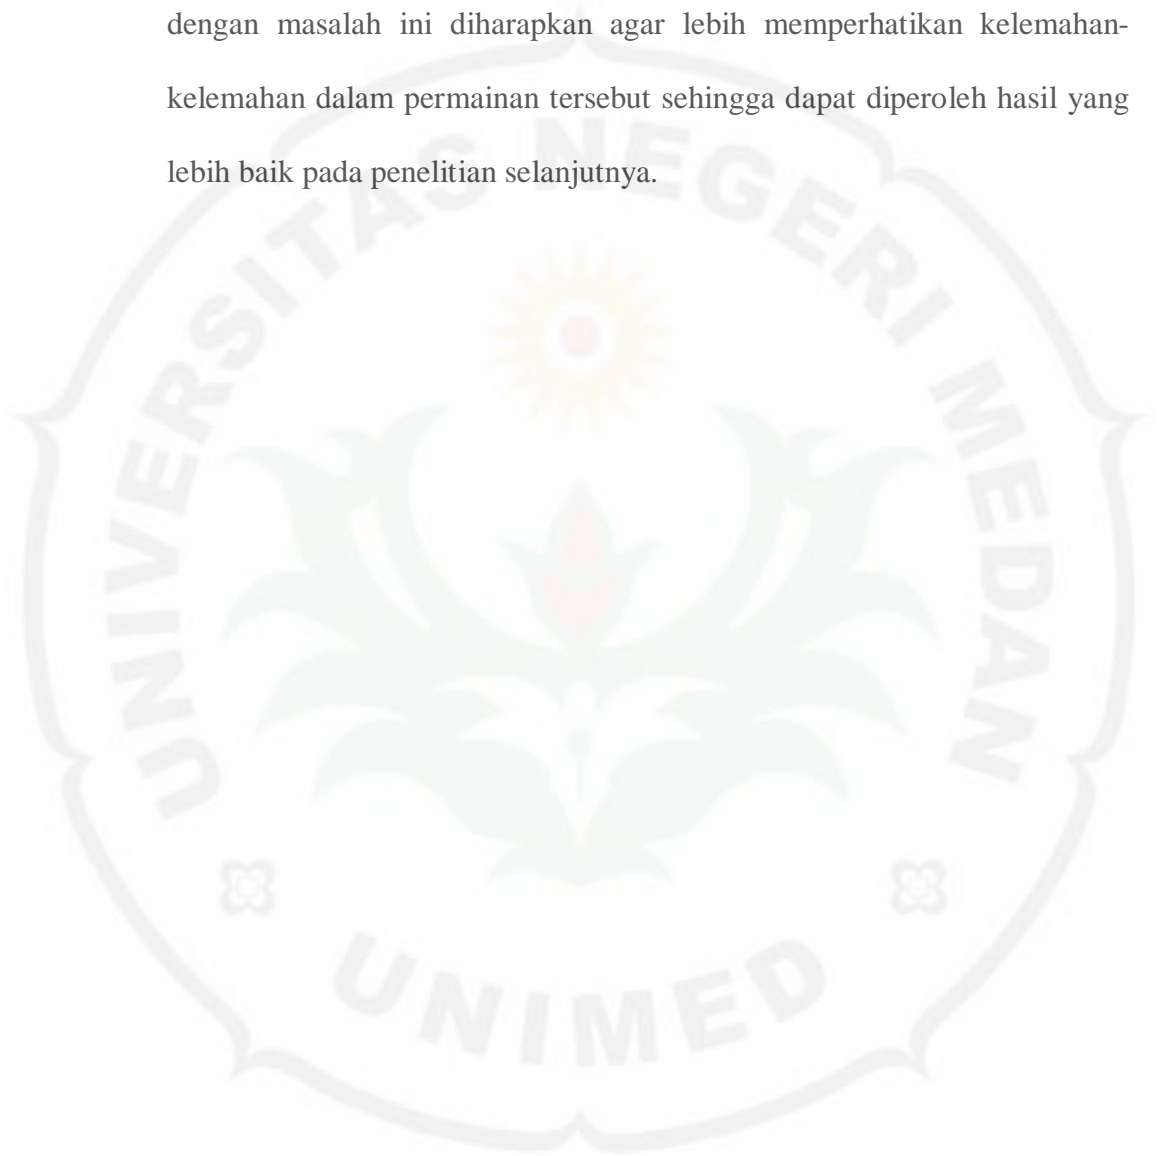 dengan masalah ini diharapkan agar lebih memperhatikan kelemahan-
kelemahan dalam permainan tersebut sehingga dapat diperoleh hasil yang
lebih baik pada penelitian selanjutnya.
UNIVERSITAS NEGERI MEDAN
UNIMED